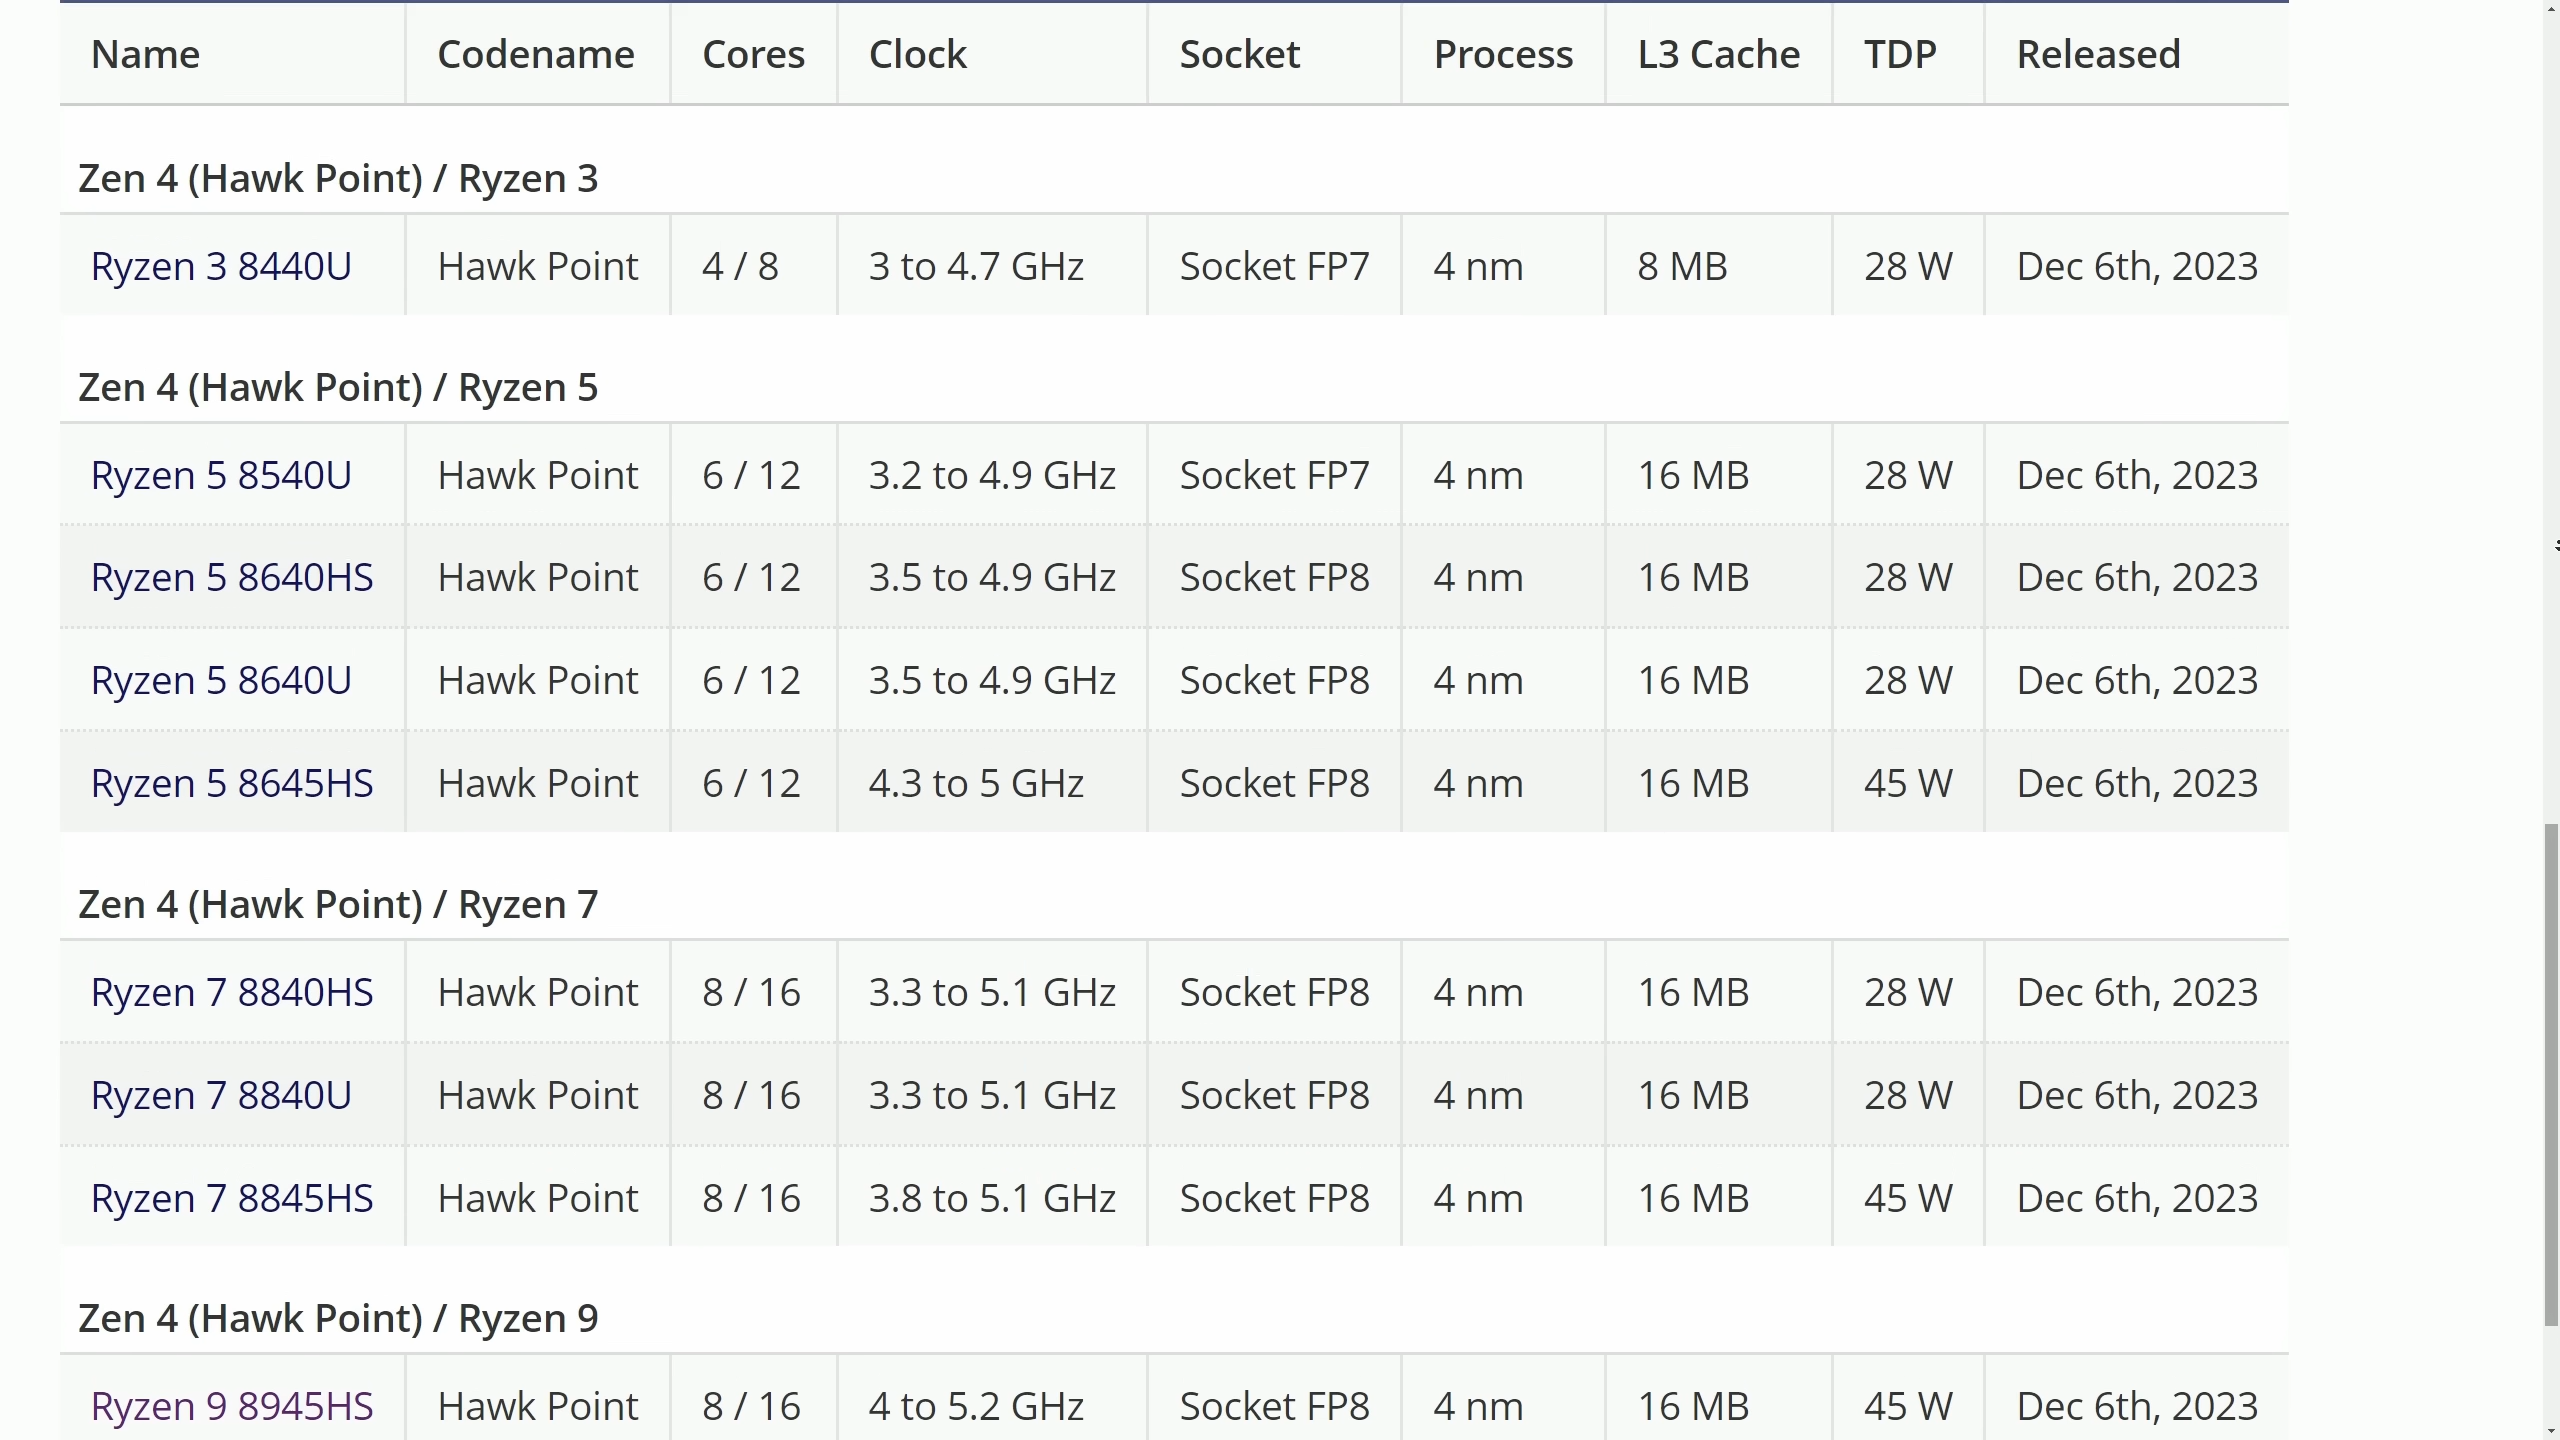 Name Codename Cores Clock Socket Process L3 Cache TDP Released
Zen 4 (Hawk Point) / Ryzen 3
Ryzen 3 8440U Hawk Point 4 / 8 3 to 4.7 GHz Socket FP7 4 nm 8 MB 28 W Dec 6th, 2023
Zen 4 (Hawk Point) / Ryzen 5
Ryzen 5 8540U Hawk Point 6 / 12 3.2 to 4.9 GHz Socket FP7 4 nm 16 MB 28 W Dec 6th, 2023
Ryzen 5 8640HS Hawk Point 6 / 12 3.5 to 4.9 GHz Socket FP8 4 nm 16 MB 28 W Dec 6th, 2023
Ryzen 5 8640U Hawk Point 6 / 12 3.5 to 4.9 GHz Socket FP8 4 nm 16 MB 28 W Dec 6th, 2023
Ryzen 5 8645HS Hawk Point 6 / 12 4.3 to 5 GHz Socket FP8 4 nm 16 MB 45 W Dec 6th, 2023
Zen 4 (Hawk Point) / Ryzen 7
Ryzen 7 8840HS Hawk Point 8 / 16 3.3 to 5.1 GHz Socket FP8 4 nm 16 MB 28 W Dec 6th, 2023
Ryzen 7 8840U Hawk Point 8 / 16 3.3 to 5.1 GHz Socket FP8 4 nm 16 MB 28 W Dec 6th, 2023
Ryzen 7 8845HS Hawk Point 8 / 16 3.8 to 5.1 GHz Socket FP8 4 nm 16 MB 45 W Dec 6th, 2023
Zen 4 (Hawk Point) / Ryzen 9
Ryzen 9 8945HS Hawk Point 8 / 16 4 to 5.2 GHz Socket FP8 4 nm 16 MB 45 W Dec 6th, 2023